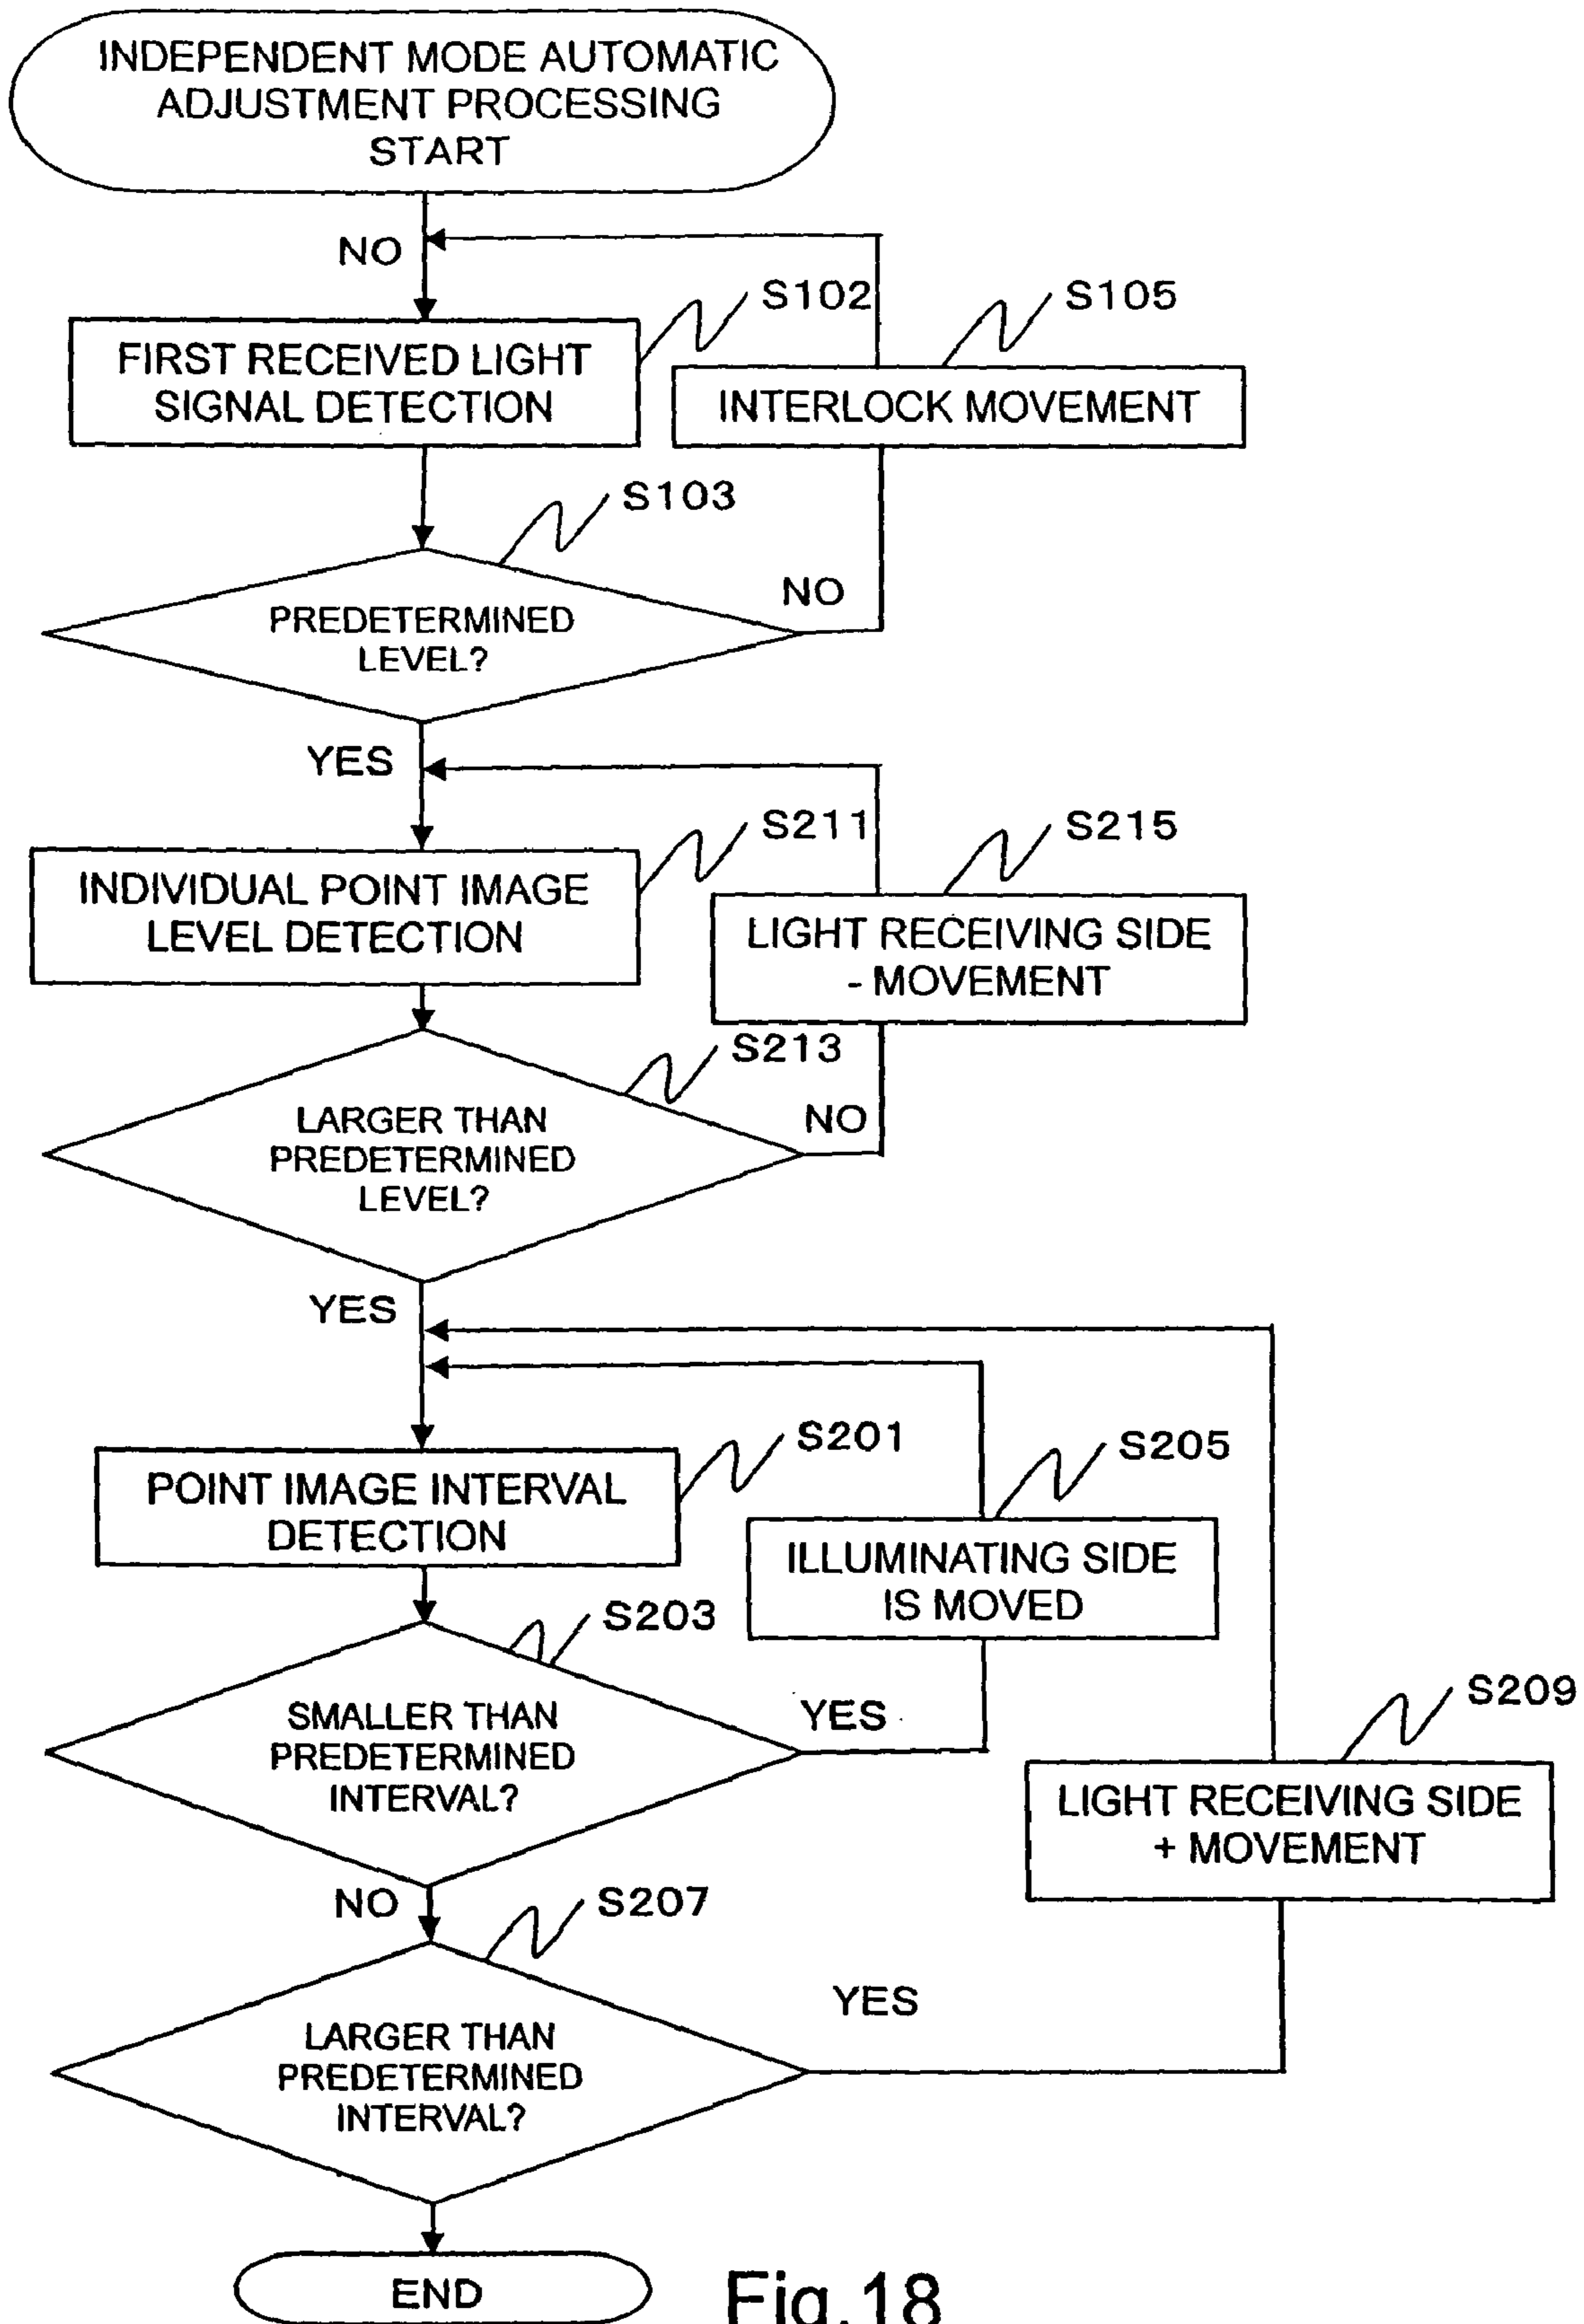 INDEPENDENT MODE AUTOMATIC
ADJUSTMENT PROCESSING
START
NO
S102
S105
FIRST RECEIVED LIGHT
SIGNAL DETECTION
INTERLOCK MOVEMENT
S103
NO
PREDETERMINED
LEVEL?
YES
S211
S215
INDIVIDUAL POINT IMAGE
LEVEL DETECTION
LIGHT RECEIVING SIDE
- MOVEMENT
S213
NO
LARGER THAN
PREDETERMINED
LEVEL?
YES
S201
S205
POINT IMAGE INTERVAL
DETECTION
ILLUMINATING SIDE
IS MOVED
S203
YES
SMALLER THAN
PREDETERMINED
INTERVAL?
S209
LIGHT RECEIVING SIDE
+ MOVEMENT
NO
S207
YES
LARGER THAN
PREDETERMINED
INTERVAL?
END
Fig.18